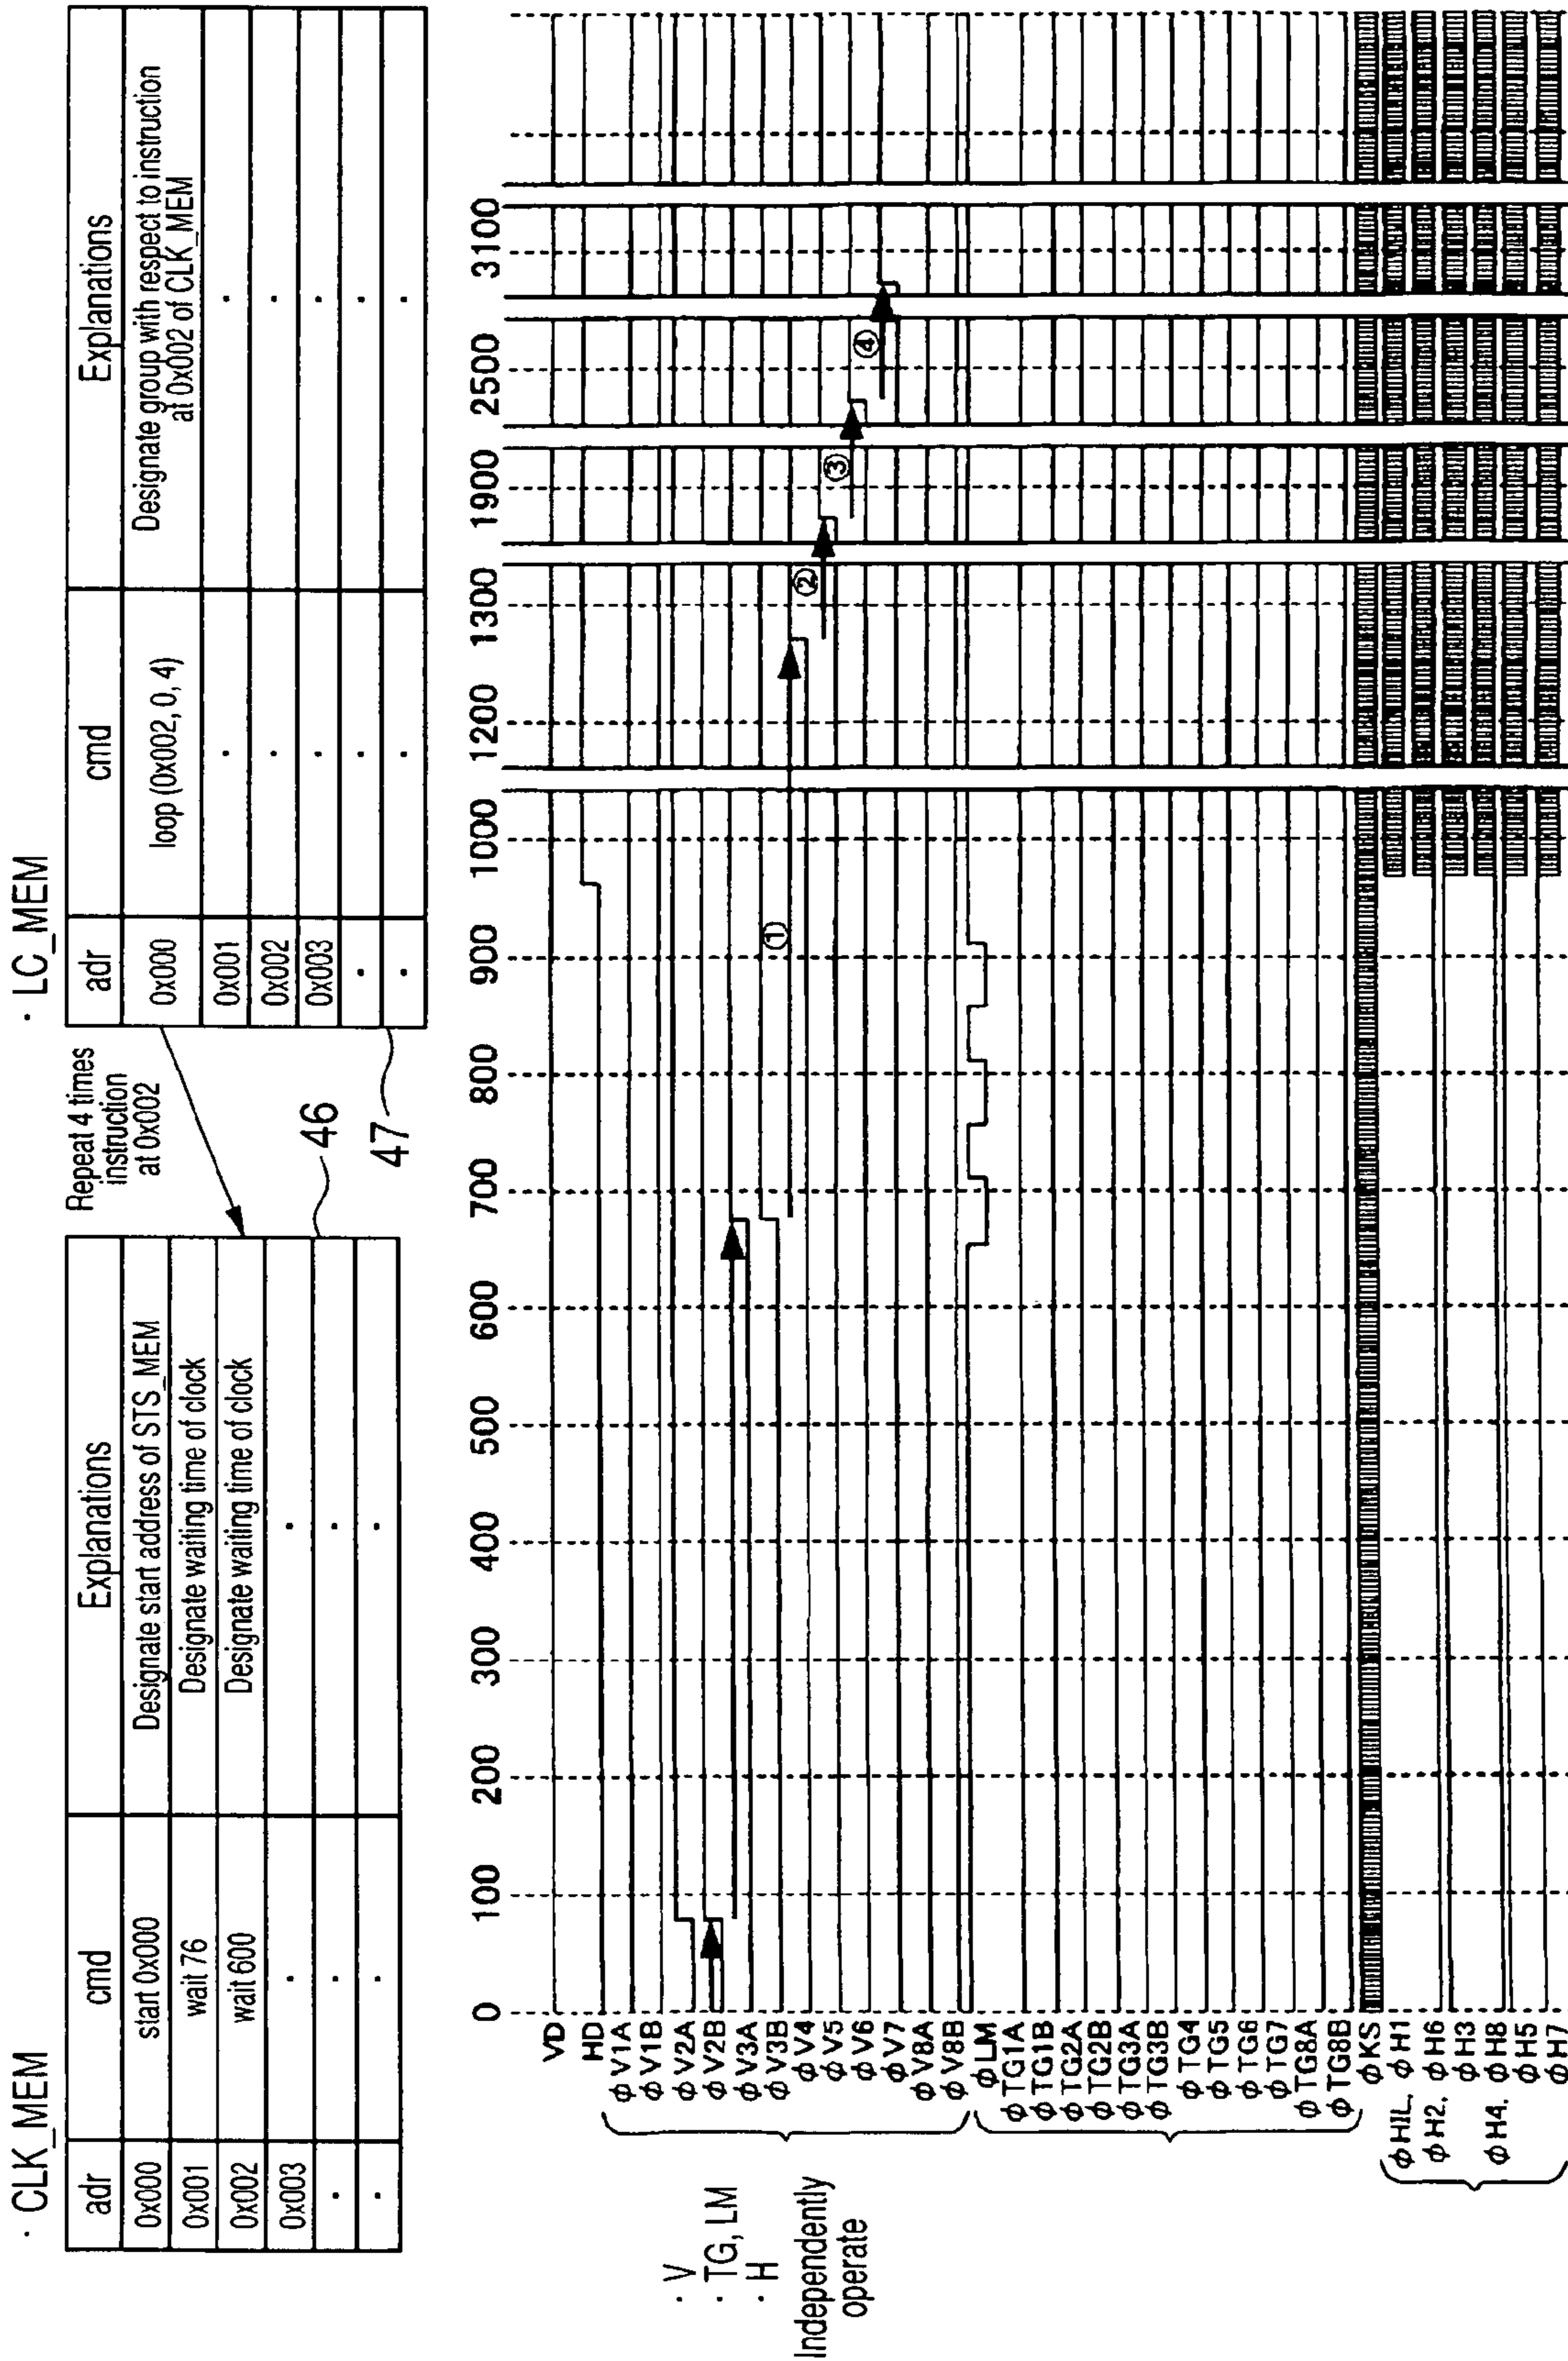 · CLK_MEM
adr cmd Explanations
0x000 start 0x000 Designate start address of STS_MEM
0x001 wait 76 Designate waiting time of clock
0x002 wait 600 Designate waiting time of clock
0x003 · ·
· · ·
· · ·
Repeat 4 times
instruction
at 0x002
46
47
· LC_MEM
adr cmd Explanations
0x000 loop (0x002, 0, 4) Designate group with respect to instruction
at 0x002 of CLK_MEM
0x001 · ·
0x002 · ·
0x003 · ·
· · ·
· · ·
0 100 200 300 400 500 600 700 800 900 1000 1200 1300 1900 2500 3100
VD
HD
ϕV1A
ϕV1B
ϕV2A
ϕV2B
ϕV3A
ϕV3B
ϕV4
ϕV5
ϕV6
ϕV7
ϕV8A
ϕV8B
ϕLM
ϕTG1A
ϕTG1B
ϕTG2A
ϕTG2B
ϕTG3A
ϕTG3B
ϕTG4
ϕTG5
ϕTG6
ϕTG7
ϕTG8A
ϕTG8B
ϕKS
ϕHIL, ϕH1
ϕH2, ϕH6
ϕH3
ϕH4, ϕH8
ϕH5
ϕH7
①
②
③
④
· V
· TG, LM
· H
Independently
operate